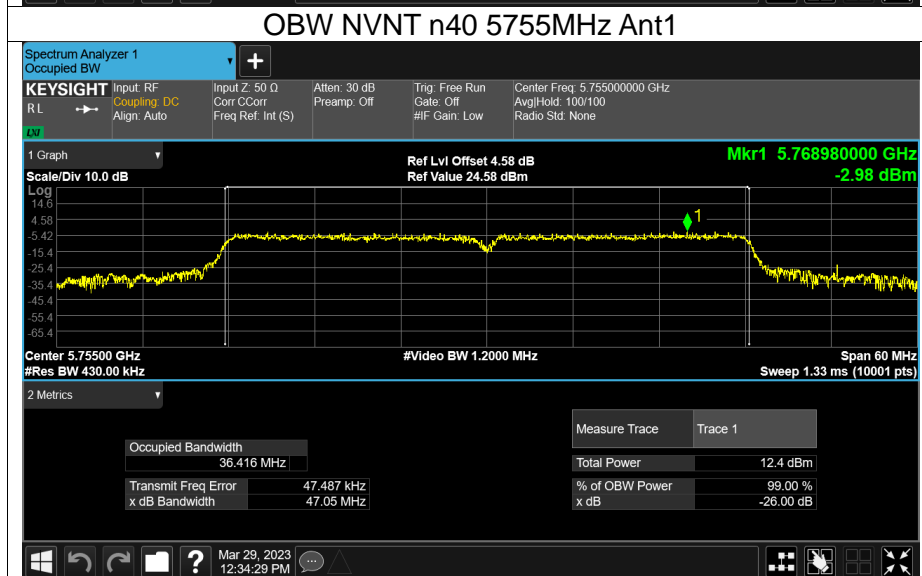 OBW NVNT n40 5755MHz Ant1
Spectrum Analyzer 1
Occupied BW
+
KEYSIGHT
R L
LXI
Input: RF
Coupling: DC
Align: Auto
Input Z: 50 Ω
Corr CCorr
Freq Ref: Int (S)
Atten: 30 dB
Preamp: Off
Trig: Free Run
Gate: Off
#IF Gain: Low
Center Freq: 5.755000000 GHz
Avg|Hold: 100/100
Radio Std: None
1 Graph
Scale/Div 10.0 dB
Ref Lvl Offset 4.58 dB
Ref Value 24.58 dBm
Mkr1 5.768980000 GHz
-2.98 dBm
Log
14.6
4.58
-5.42
-15.4
-25.4
-35.4
-45.4
-55.4
-65.4
1
Center 5.75500 GHz
#Res BW 430.00 kHz
#Video BW 1.2000 MHz
Span 60 MHz
Sweep 1.33 ms (10001 pts)
2 Metrics
Occupied Bandwidth
36.416 MHz
Transmit Freq Error 47.487 kHz
x dB Bandwidth 47.05 MHz
Measure Trace Trace 1
Total Power 12.4 dBm
% of OBW Power 99.00 %
x dB -26.00 dB
?
Mar 29, 2023
12:34:29 PM